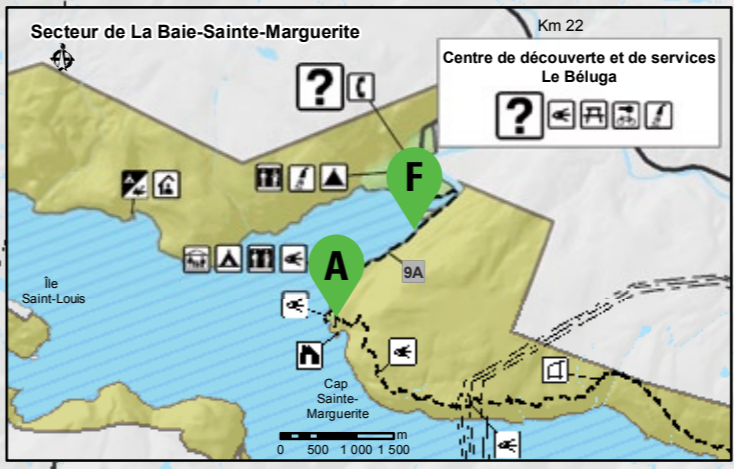 Secteur de La Baie-Sainte-Marguerite
Km 22
Centre de découverte et de services
Le Béluga
?
?
F
A
9A
Île
Saint-Louis
Cap
Sainte-
Marguerite
m
0 500 1 000 1 500